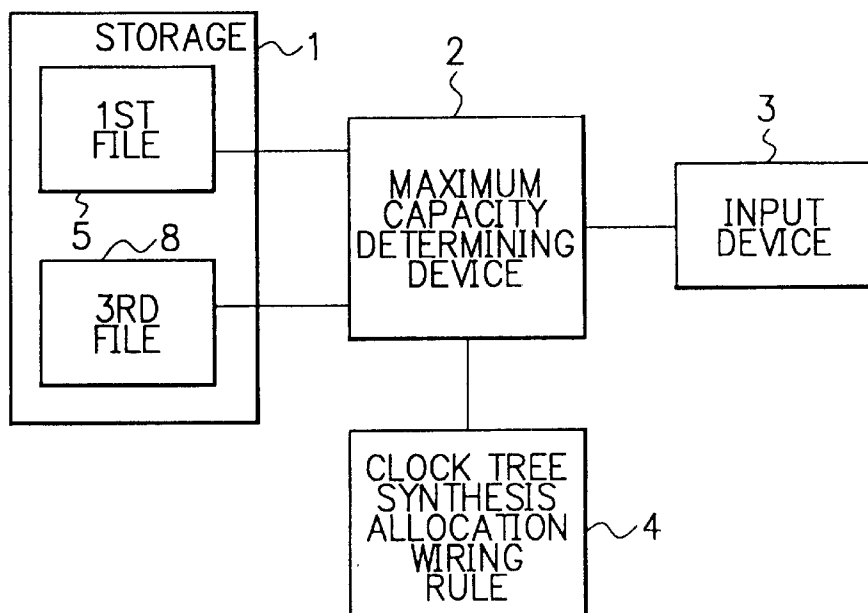 STORAGE
1
1ST
FILE
5
8
3RD
FILE
2
MAXIMUM
CAPACITY
DETERMINING
DEVICE
3
INPUT
DEVICE
CLOCK TREE
SYNTHESIS
ALLOCATION
WIRING
RULE
4